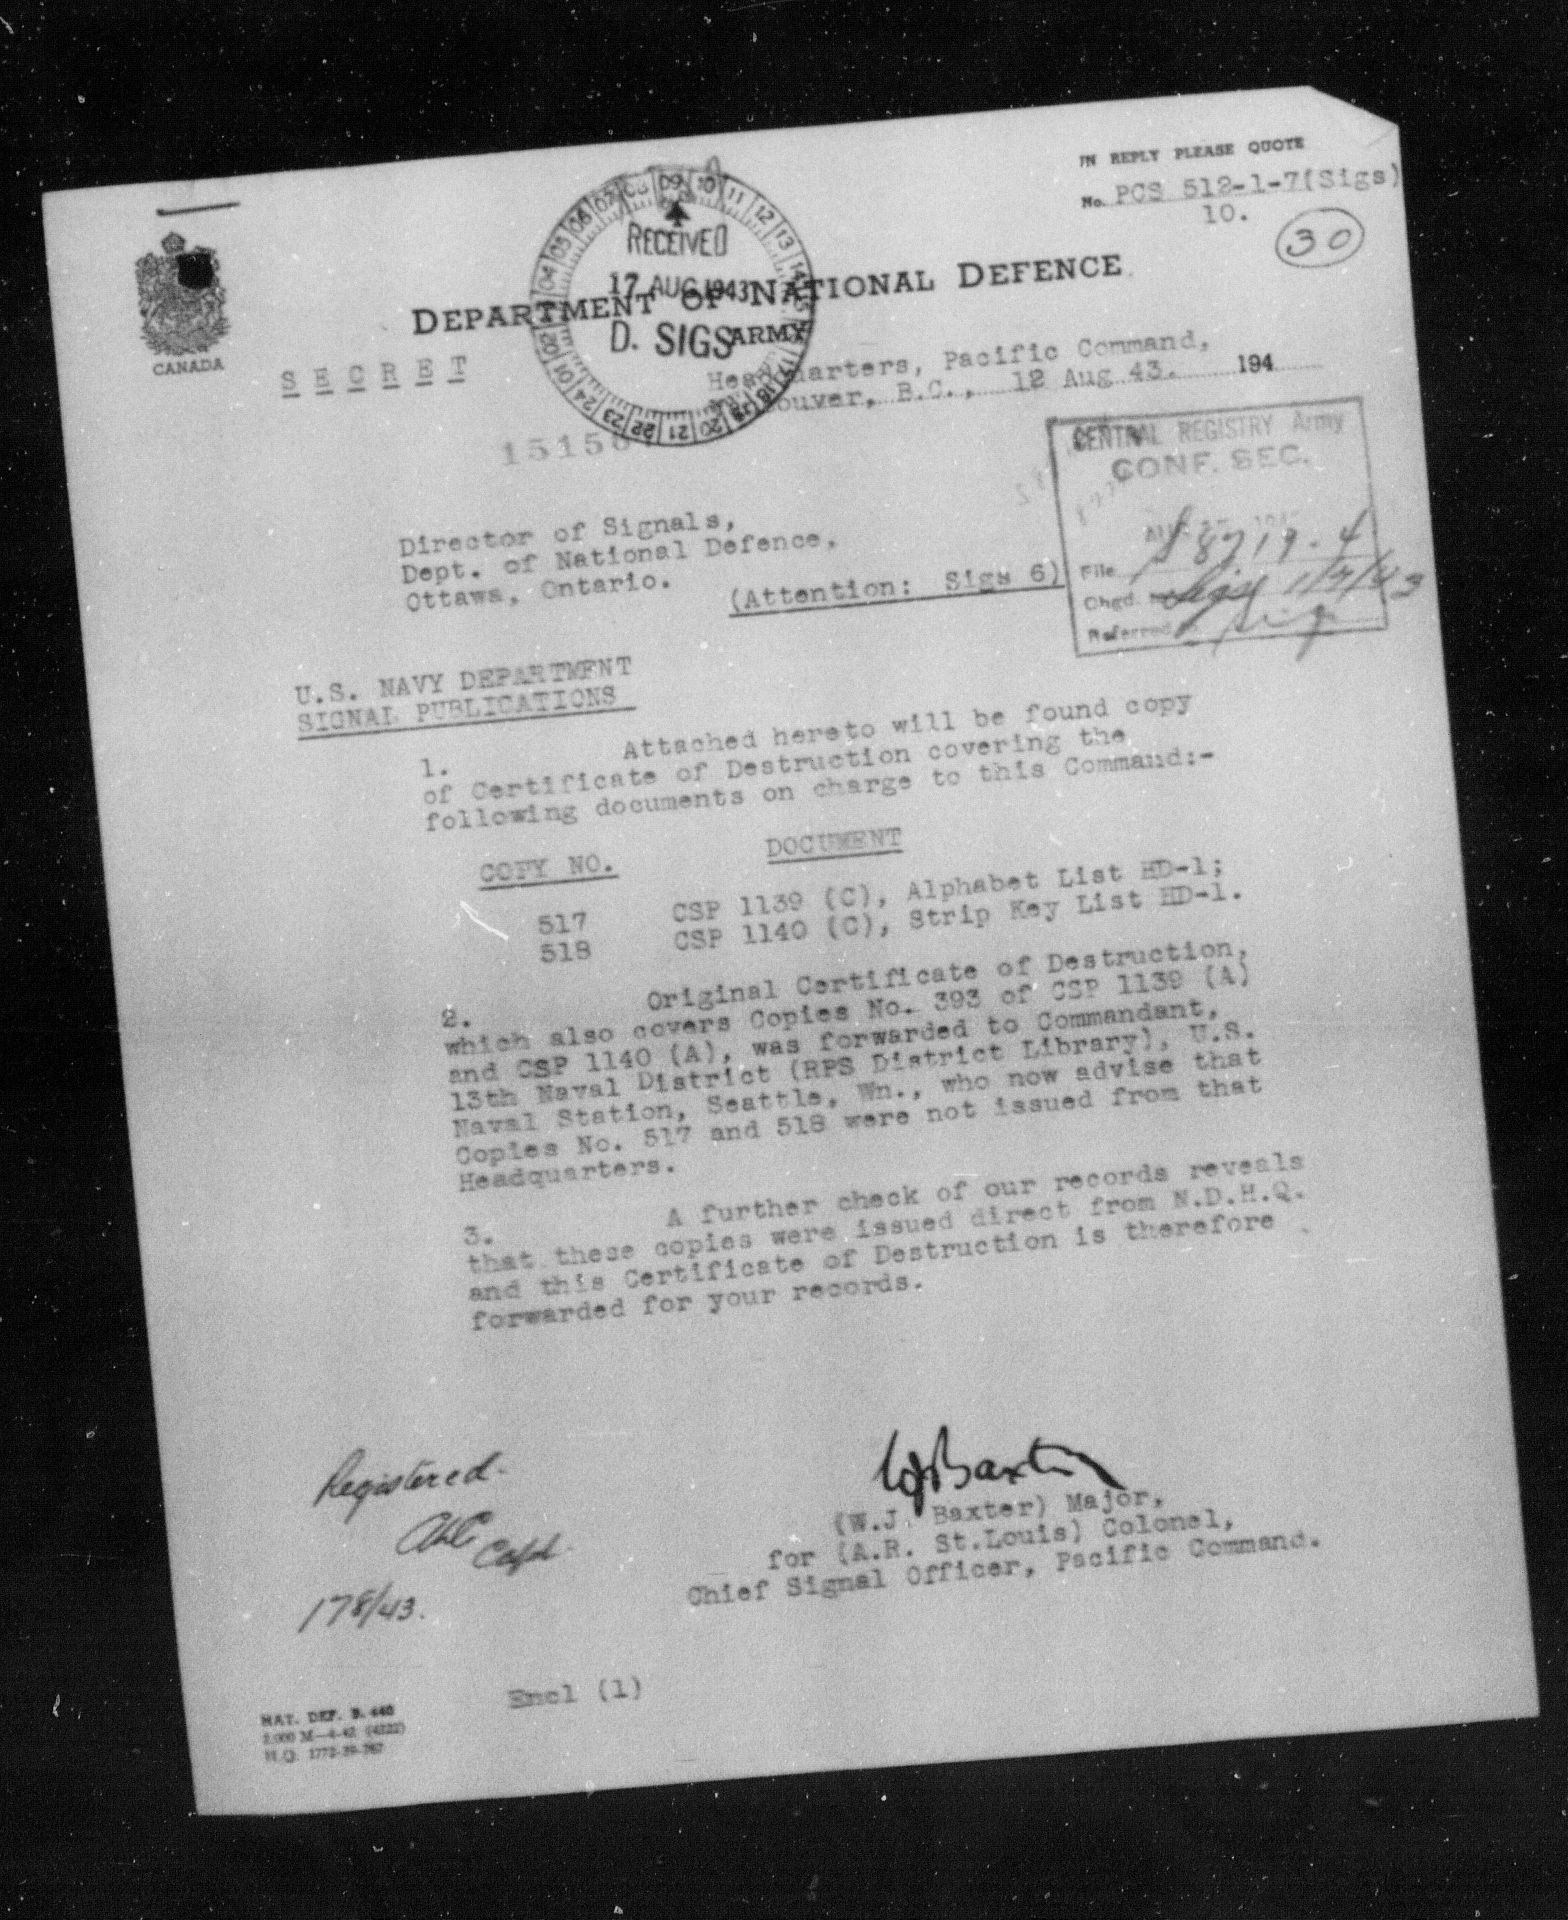 IN REPLY PLEASE QUOTE
No. PCS 512-1-7(Sigs)
10.
30
CANADA
DEPARTMENT OF NATIONAL DEFENCE
ARMY
RECEIVED
17 AUG 1943
D. SIGS
SECRET
Headquarters, Pacific Command,
Vancouver, B.C., 12 Aug 43. 194
CENTRAL REGISTRY Army
CONF. SEC.
File S 8719-4
Chgd. to
Referred
Director of Signals,
Dept. of National Defence,
Ottawa, Ontario.
(Attention: Sigs 6)
U.S. NAVY DEPARTMENT
SIGNAL PUBLICATIONS
1. Attached hereto will be found copy
of Certificate of Destruction covering the
following documents on charge to this Command:-
COPY NO. DOCUMENT
517 CSP 1139 (C), Alphabet List HD-1;
518 CSP 1140 (C), Strip Key List HD-1.
2. Original Certificate of Destruction,
which also covers Copies No. 393 of CSP 1139 (A)
and CSP 1140 (A), was forwarded to Commandant,
13th Naval District (RPS District Library), U.S.
Naval Station, Seattle, Wn., who now advise that
Copies No. 517 and 518 were not issued from that
Headquarters.
3. A further check of our records reveals
that these copies were issued direct from N.D.H.Q.
and this Certificate of Destruction is therefore
forwarded for your records.
WJBaxter
(W.J. Baxter) Major,
for (A.R. St.Louis) Colonel,
Chief Signal Officer, Pacific Command.
Registered.
Capt.
178/43.
Encl (1)
NAT. DEF. B. 440
H.Q. 1772-39-767